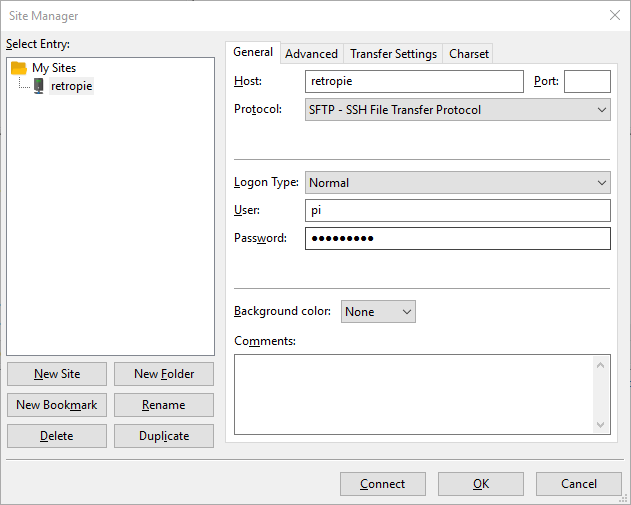 Site Manager
Select Entry:
My Sites
retropie
New Site
New Folder
New Bookmark
Rename
Delete
Duplicate
General
Advanced
Transfer Settings
Charset
Host:
retropie
Port:
Protocol:
SFTP - SSH File Transfer Protocol
Logon Type:
Normal
User:
pi
Password:
●●●●●●●●●
Background color:
None
Comments:
Connect
OK
Cancel